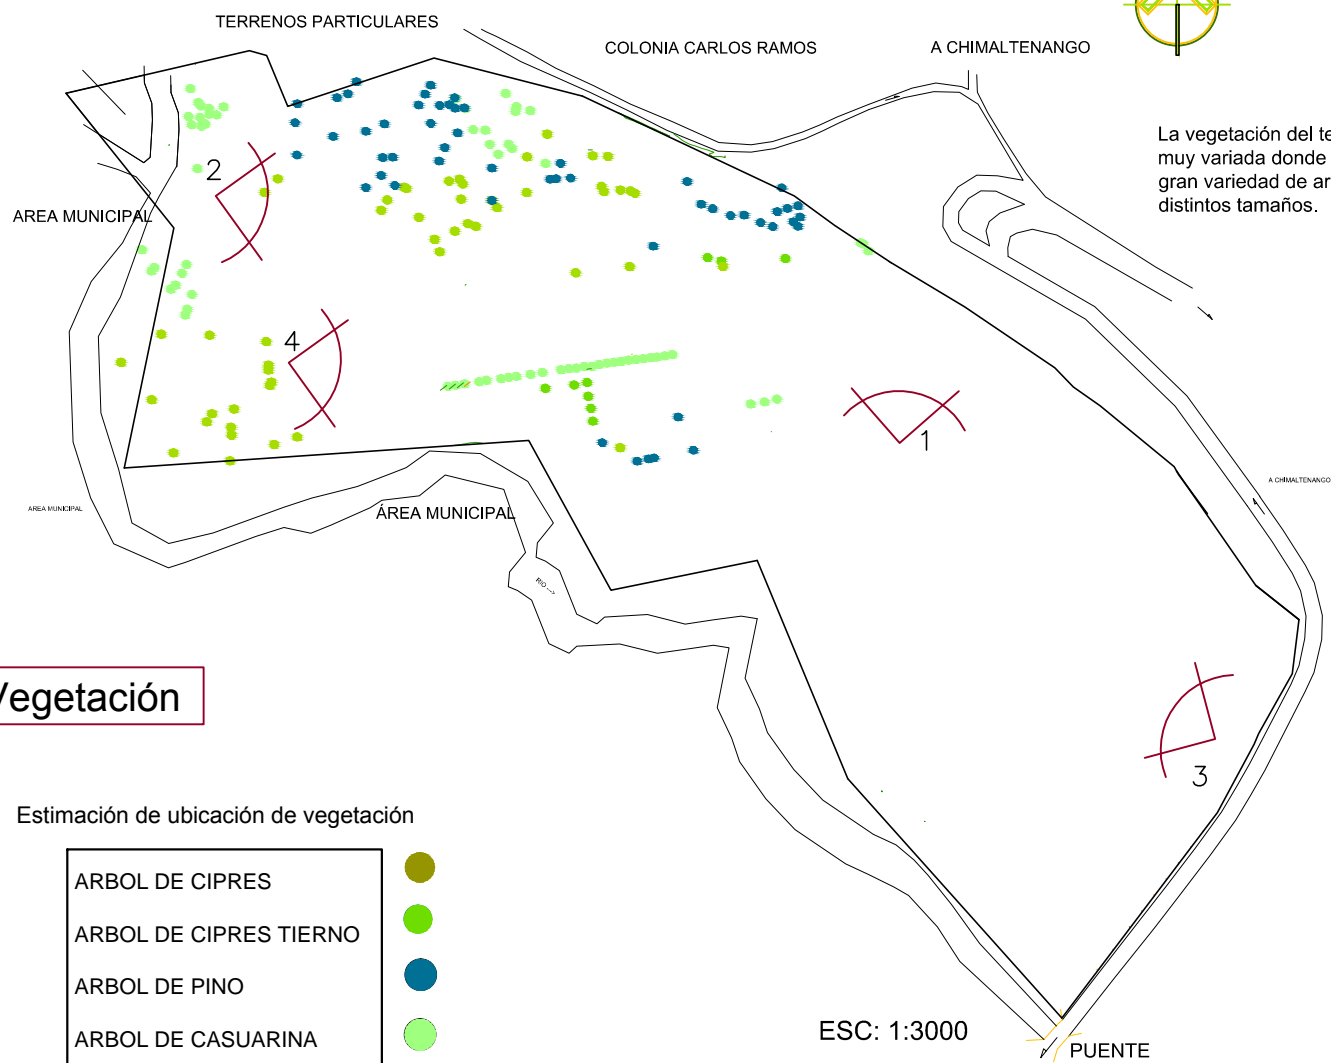 TERRENOS PARTICULARES
COLONIA CARLOS RAMOS
A CHIMALTENANGO
La vegetación del
muy variada donde
gran variedad de
distintos tamaños.
2
AREA MUNICIPAL
4
1
A CHIMALTENANGO
AREA MUNICIPAL
ÁREA MUNICIPAL
RIO --->
Vegetación
3
Estimación de ubicación de vegetación
ARBOL DE CIPRES
ARBOL DE CIPRES TIERNO
ARBOL DE PINO
ARBOL DE CASUARINA
ESC: 1:3000
PUENTE